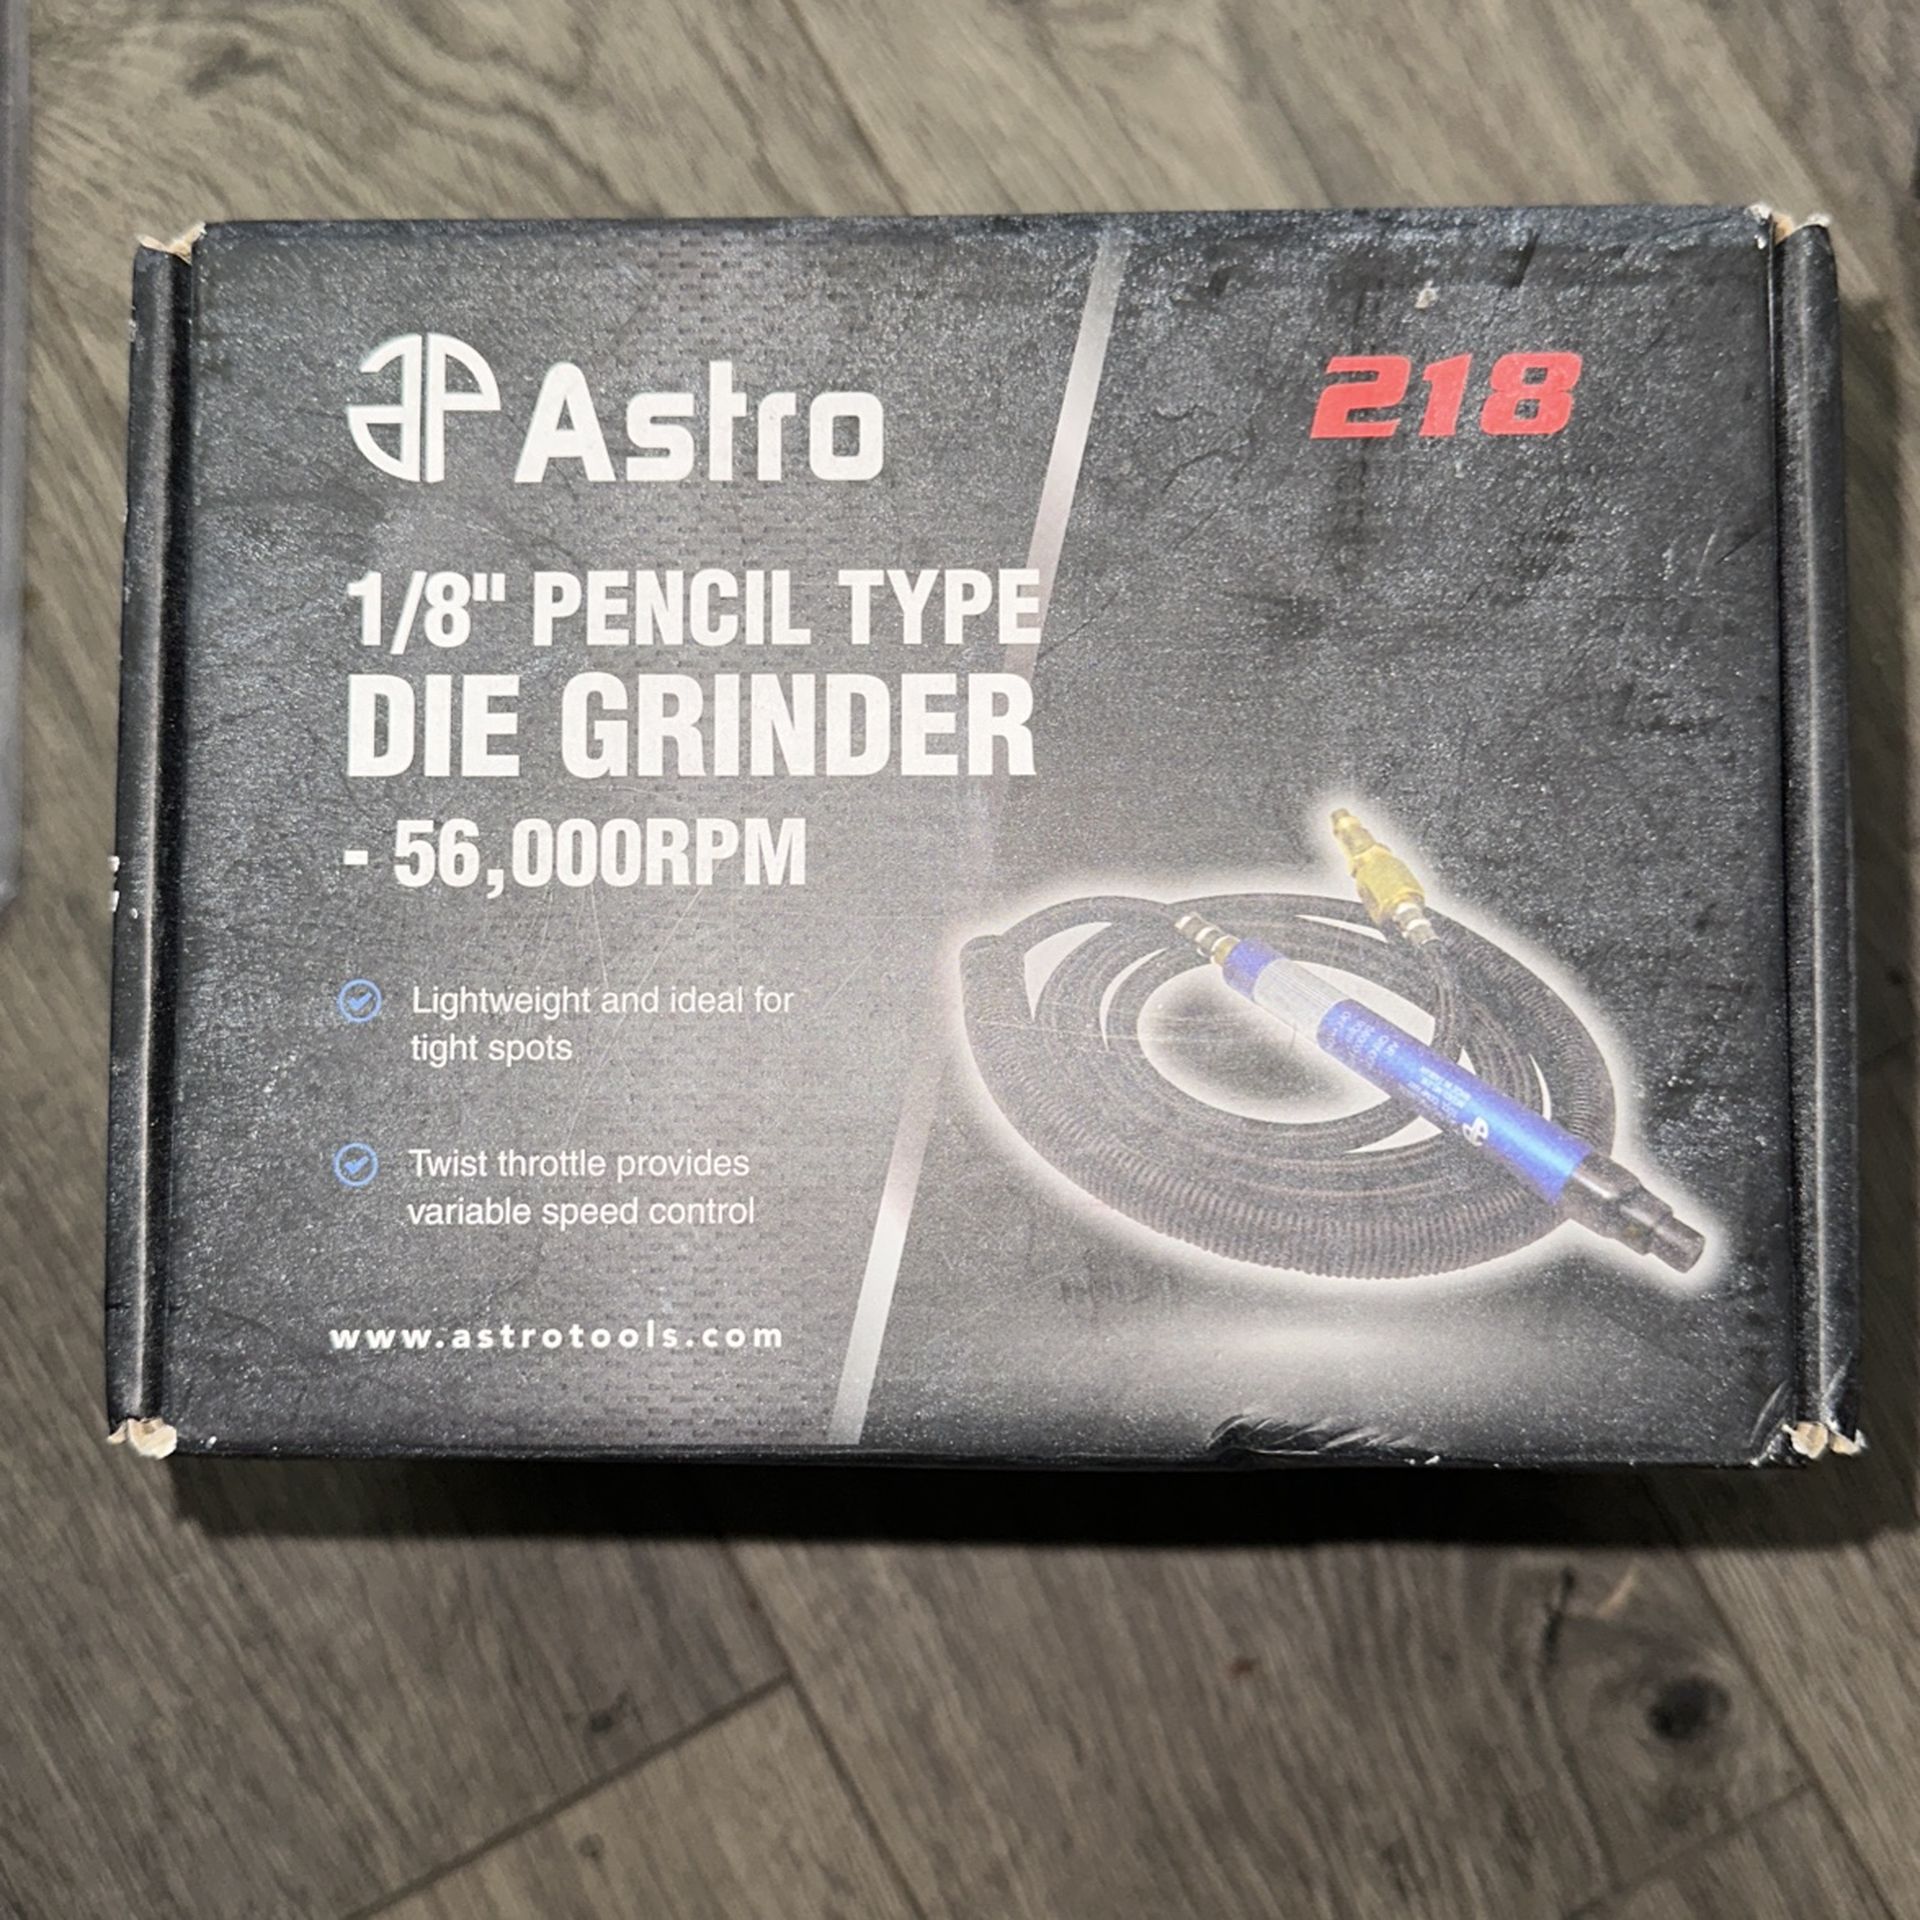 Astro
218
1/8" PENCIL TYPE
DIE GRINDER
- 56,000RPM
Lightweight and ideal for
tight spots
Twist throttle provides
variable speed control
www.astrotools.com